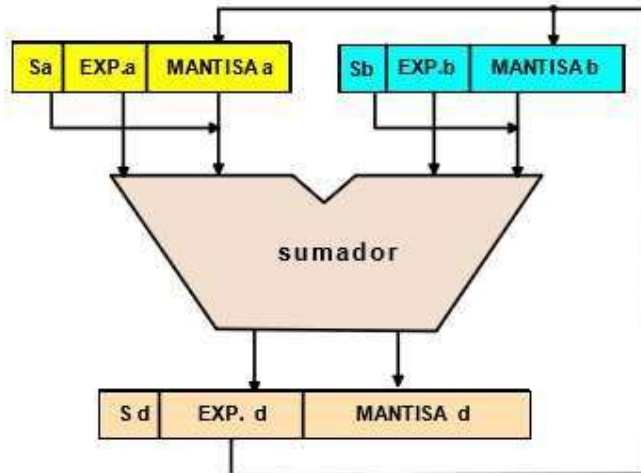 Sa EXP.a MANTISA a
Sb EXP.b MANTISA b
sumador
S d EXP. d MANTISA d